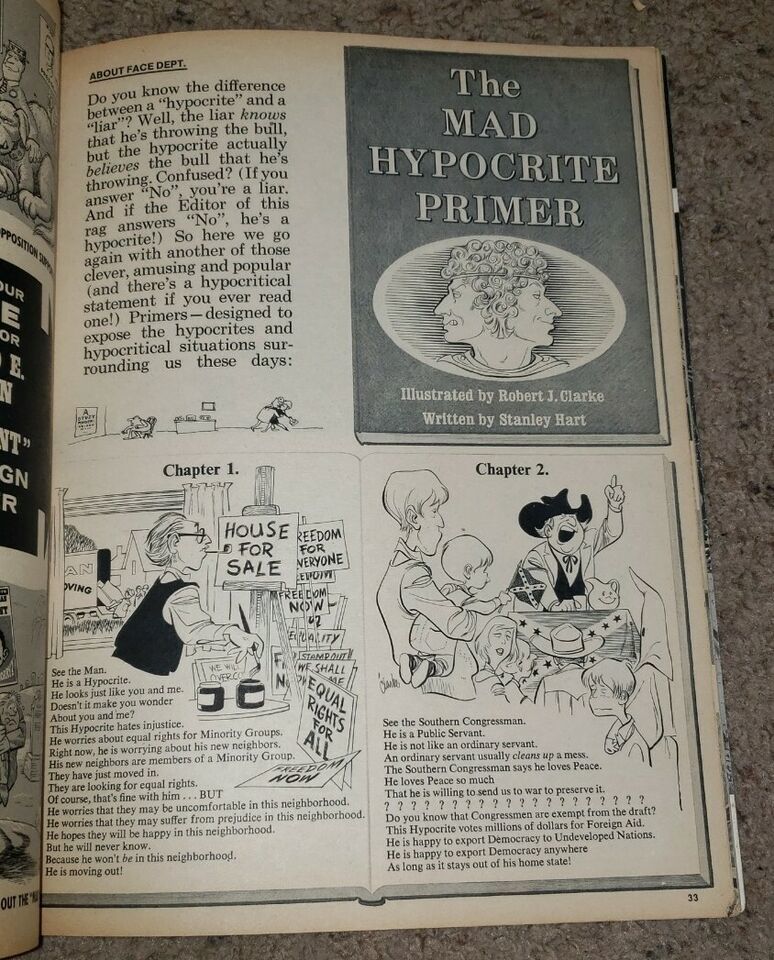 ABOUT FACE DEPT.
Do you know the difference
between a "hypocrite" and a
"liar"? Well, the liar knows
that he's throwing the bull,
but the hypocrite actually
believes the bull that he's
throwing. Confused? (If you
answer "No", you're a liar.
And if the Editor of this
rag answers "No", he's a
hypocrite!) So here we go
again with another of those
clever, amusing and popular
(and there's a hypocritical
statement if you ever read
one!) Primers—designed to
expose the hypocrites and
hypocritical situations sur-
rounding us these days:
The
MAD
HYPOCRITE
PRIMER
Illustrated by Robert J. Clarke
Written by Stanley Hart
Chapter 1.
HOUSE
FOR
SALE
FREEDOM
FOR
EVERYONE
FREEDOM
NOW
EQUALITY
STAMP OUT
WE SHALL
WE WILL
EQUAL
RIGHTS
FOR
ALL
FREEDOM
NOW
OVING
See the Man.
He is a Hypocrite.
He looks just like you and me.
Doesn't it make you wonder
About you and me?
This Hypocrite hates injustice.
He worries about equal rights for Minority Groups.
Right now, he is worrying about his new neighbors.
His new neighbors are members of a Minority Group.
They have just moved in.
They are looking for equal rights.
Of course, that's fine with him . . . BUT
He worries that they may be uncomfortable in this neighborhood.
He worries that they may suffer from prejudice in this neighborhood.
He hopes they will be happy in this neighborhood.
But he will never know.
Because he won't be in this neighborhood.
He is moving out!
Chapter 2.
See the Southern Congressman.
He is a Public Servant.
He is not like an ordinary servant.
An ordinary servant usually cleans up a mess.
The Southern Congressman says he loves Peace.
He loves Peace so much
That he is willing to send us to war to preserve it.
? ? ? ? ? ? ? ? ? ? ? ? ? ? ? ? ? ? ? ?
Do you know that Congressmen are exempt from the draft?
This Hypocrite votes millions of dollars for Foreign Aid.
He is happy to export Democracy to Undeveloped Nations.
He is happy to export Democracy anywhere
As long as it stays out of his home state!
33
OPPOSITION
OUR
OR
E.
NT"
IGN
R
OUT THE